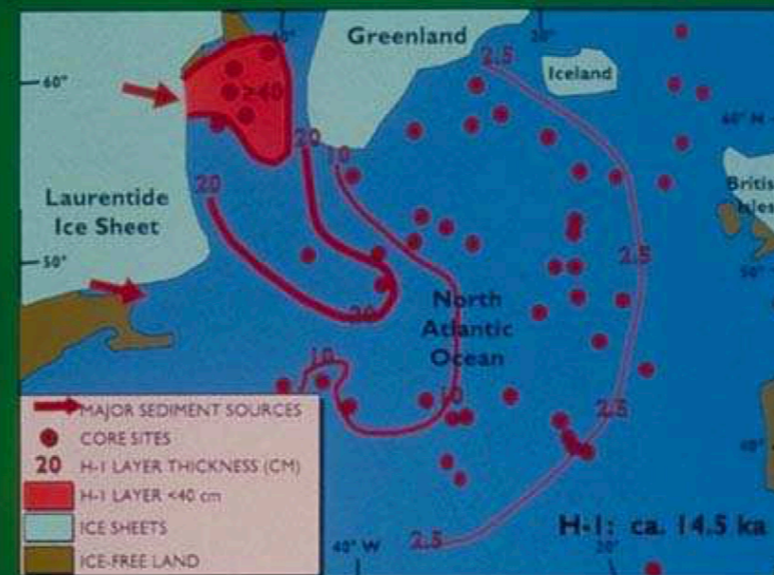 Greenland
2.5
Iceland
60°
≥40
60° N
20
10
Laurentide
Ice Sheet
20
50°
2.5
50°
North
Atlantic
Ocean
20
10
10
2.5
MAJOR SEDIMENT SOURCES
CORE SITES
20 H-1 LAYER THICKNESS (CM)
H-1 LAYER <40 cm
ICE SHEETS
ICE-FREE LAND
40°
H-1: ca. 14.5 ka
40° W
2.5